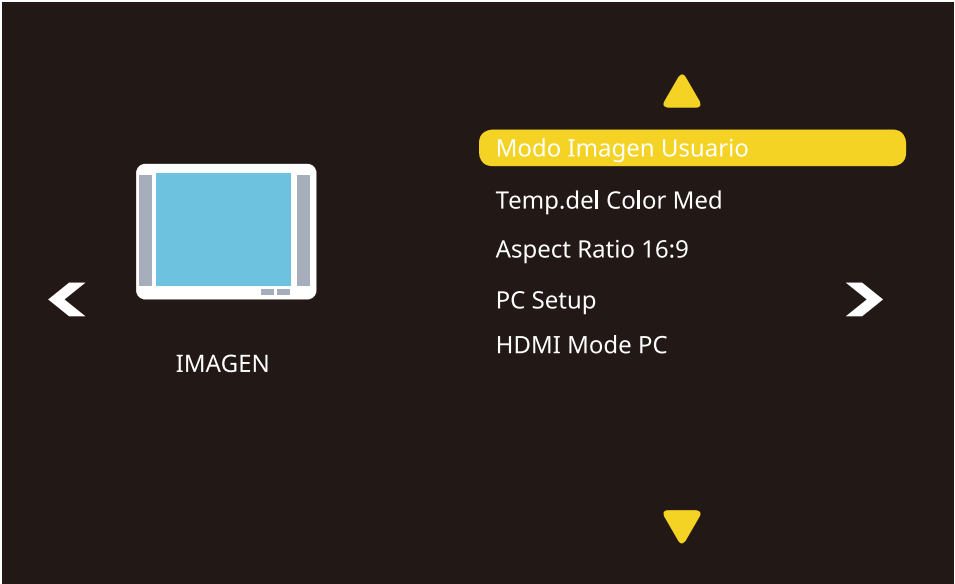 Modo Imagen Usuario
Temp.del Color Med
Aspect Ratio 16:9
PC Setup
HDMI Mode PC
IMAGEN